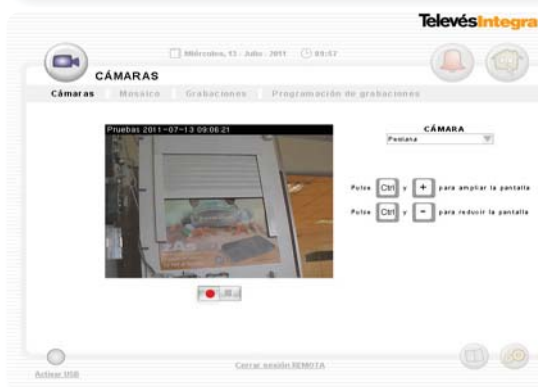 TelevésIntegra
Miércoles, 13 - Julio - 2011 09:57
CÁMARAS
Cámaras Mosaico Grabaciones Programación de grabaciones
Pruebas 2011-07-13 09:06:21
CÁMARA
Persiana
Pulse Ctrl y + para ampliar la pantalla
Pulse Ctrl y - para reducir la pantalla
Activar USB
Cerrar sesión REMOTA